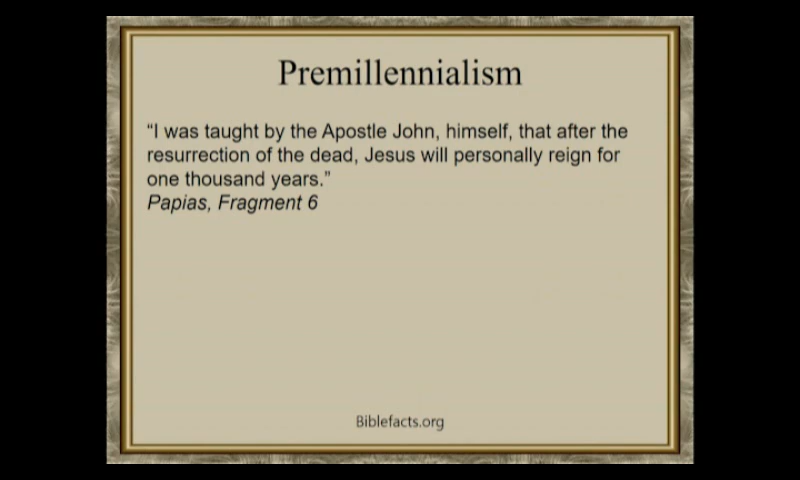 Premillennialism
“I was taught by the Apostle John, himself, that after the
resurrection of the dead, Jesus will personally reign for
one thousand years.”
Papias, Fragment 6
Biblefacts.org